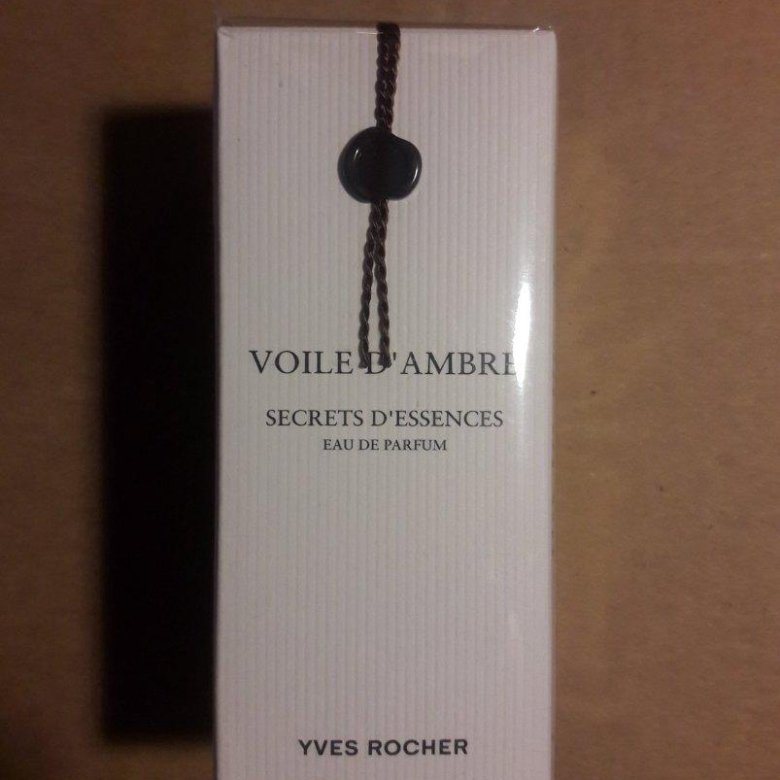 VOILE D'AMBRE
SECRETS D'ESSENCES
EAU DE PARFUM
YVES ROCHER